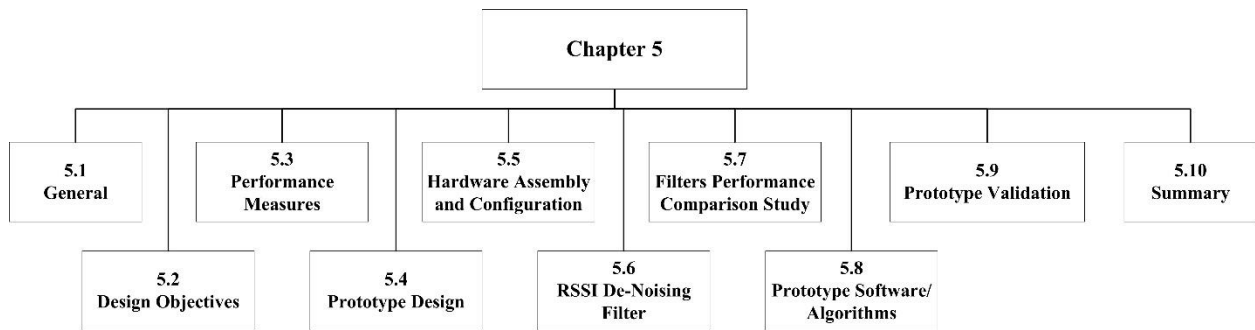 Chapter 5
5.1
General
5.2
Design Objectives
5.3
Performance
Measures
5.4
Prototype Design
5.5
Hardware Assembly
and Configuration
5.6
RSSI De-Noising
Filter
5.7
Filters Performance
Comparison Study
5.8
Prototype Software/
Algorithms
5.9
Prototype Validation
5.10
Summary